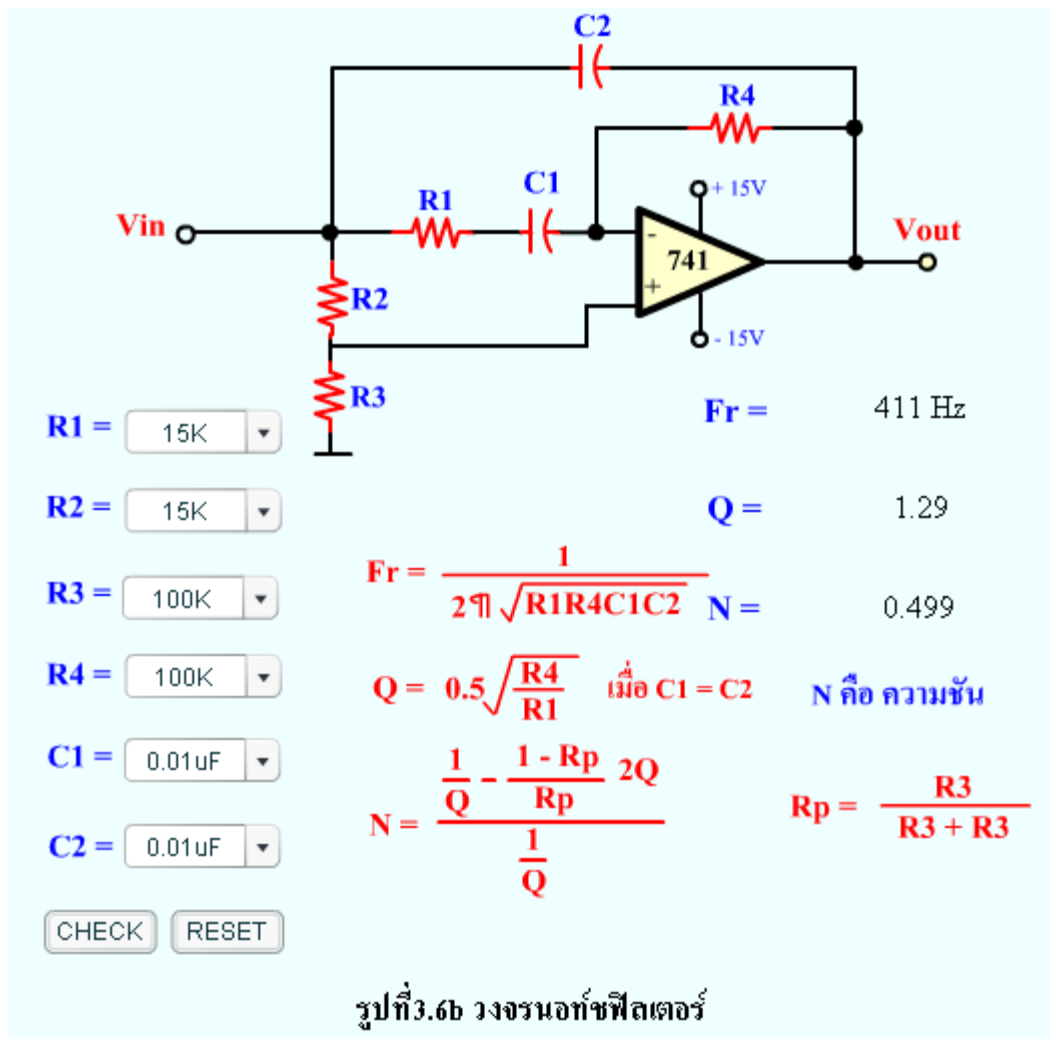 C2
R4
+ 15V
R1
C1
Vin
-
741
+
Vout
R2
- 15V
R3
R1 = 15K
Fr = 411 Hz
R2 = 15K
Q = 1.29
R3 = 100K
Fr = 1
2¶ √R1R4C1C2
N = 0.499
R4 = 100K
Q = 0.5 √R4
R1
เมื่อ C1 = C2
N คือ ความชัน
C1 = 0.01uF
N = 1
Q
- 1 - Rp
Rp
2Q
1
Q
Rp = R3
R3 + R3
C2 = 0.01uF
CHECK
RESET
รูปที่3.6b วงจรนอท์ชฟิลเตอร์